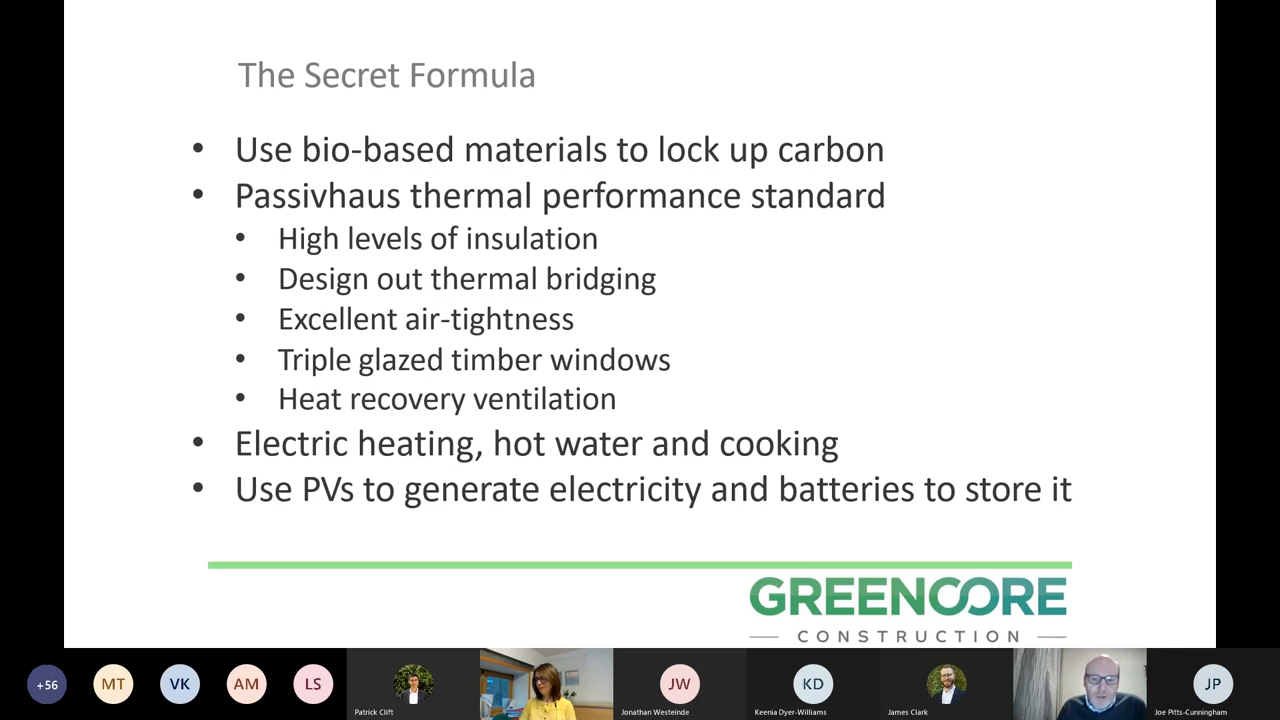 The Secret Formula
• Use bio-based materials to lock up carbon
• Passivhaus thermal performance standard
• High levels of insulation
• Design out thermal bridging
• Excellent air-tightness
• Triple glazed timber windows
• Heat recovery ventilation
• Electric heating, hot water and cooking
• Use PVs to generate electricity and batteries to store it
GREENCORE
CONSTRUCTION
+56
MT
VK
AM
LS
Patrick Clift
JW
Jonathan Westeinde
KD
Keenia Dyer-Williams
James Clark
JP
Joe Pitts-Cunningham